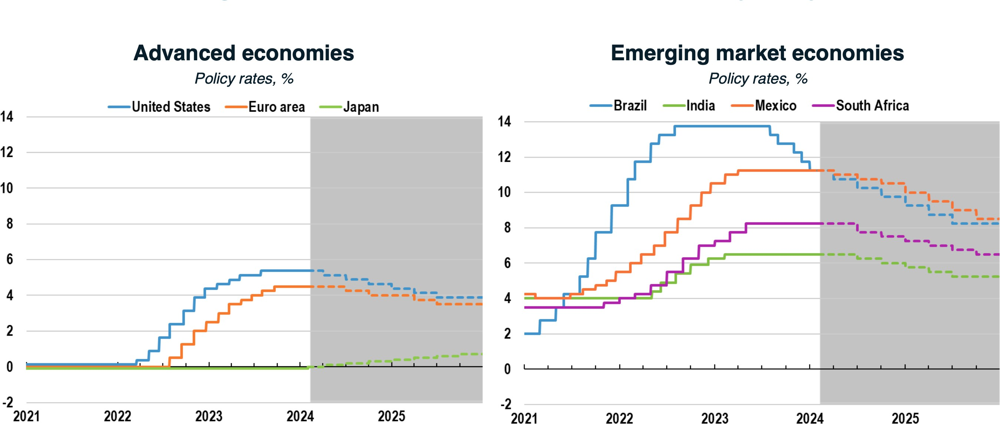 Advanced economies
Policy rates, %
United States Euro area Japan
14
12
10
8
6
4
2
0
-2
2021 2022 2023 2024 2025
Emerging market economies
Policy rates, %
Brazil India Mexico South Africa
14
12
10
8
6
4
2
0
-2
2021 2022 2023 2024 2025